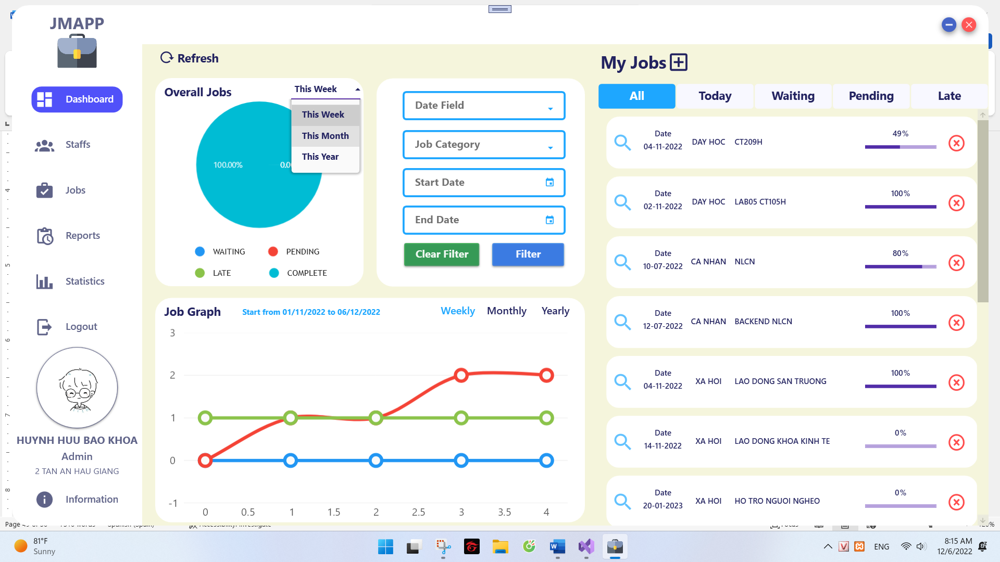 JMAPP
Dashboard
Staffs
Jobs
Reports
Statistics
Logout
HUYNH HUU BAO KHOA
Admin
2 TAN AN HAU GIANG
Information
Refresh
Overall Jobs
This Week
This Week
This Month
This Year
100.00%
WAITING
PENDING
LATE
COMPLETE
Date Field
Job Category
Start Date
End Date
Clear Filter
Filter
Job Graph
Start from 01/11/2022 to 06/12/2022
Weekly
Monthly
Yearly
3
2
1
0
-1
0 0.5 1 1.5 2 2.5 3 3.5 4
My Jobs
All
Today
Waiting
Pending
Late
Date
04-11-2022
DAY HOC
CT209H
49%
Date
02-11-2022
DAY HOC
LAB05 CT105H
100%
Date
10-07-2022
CA NHAN
NLCN
80%
Date
12-07-2022
CA NHAN
BACKEND NLCN
100%
Date
04-11-2022
XA HOI
LAO DONG SAN TRUONG
100%
Date
14-11-2022
XA HOI
LAO DONG KHOA KINH TE
0%
Date
20-01-2023
XA HOI
HO TRO NGUOI NGHEO
0%
4
5
6
7
8
Page
81°F
Sunny
ENG
8:15 AM
12/6/2022